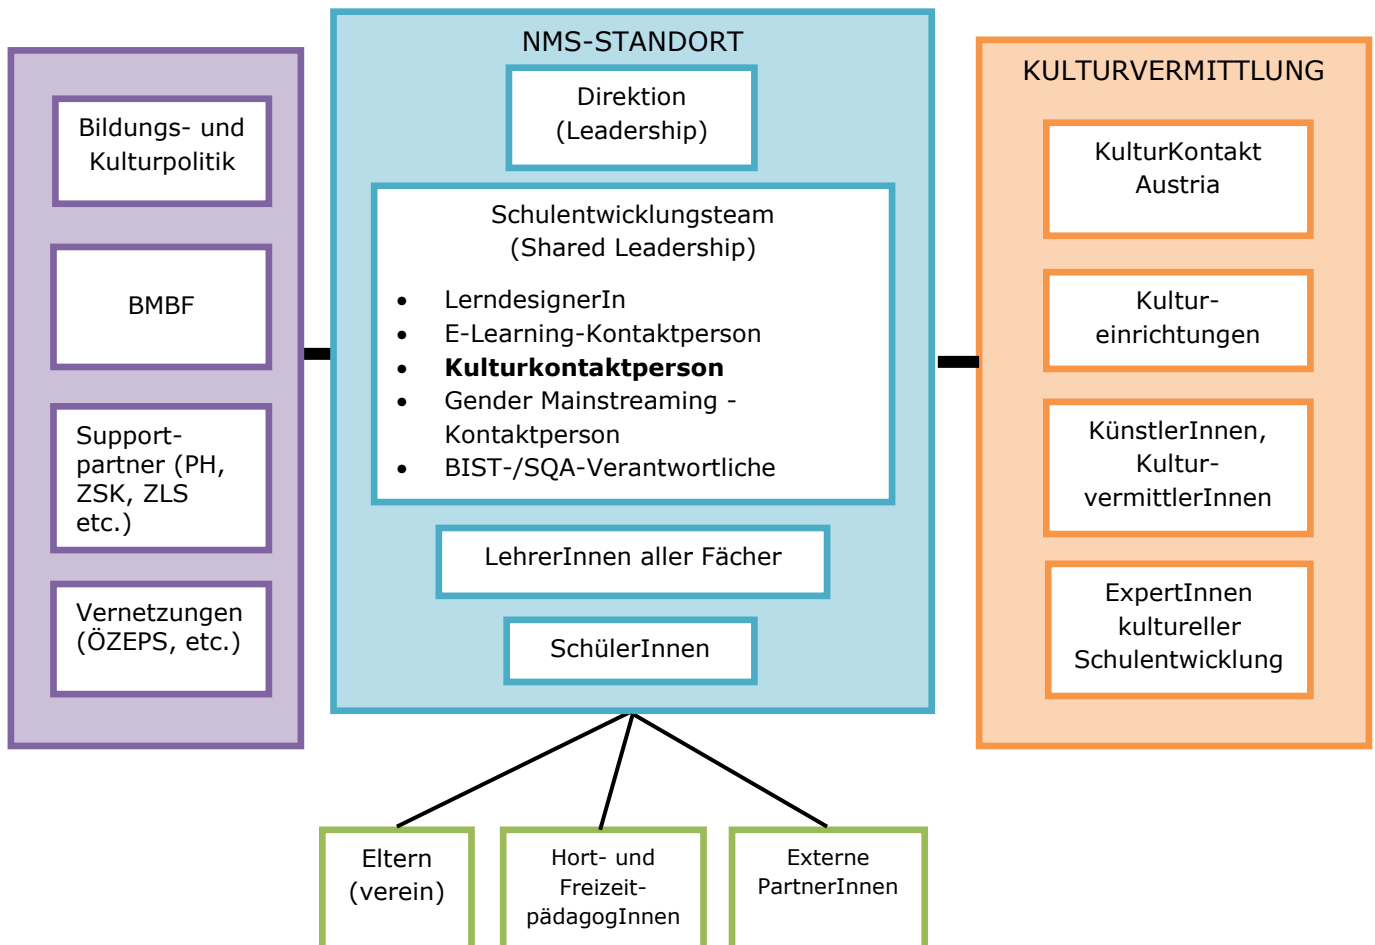 Bildungs- und
Kulturpolitik
BMBF
Support-
partner (PH,
ZSK, ZLS
etc.)
Vernetzungen
(ÖZEPS, etc.)
NMS-STANDORT
Direktion
(Leadership)
Schulentwicklungsteam
(Shared Leadership)
• LerndesignerIn
• E-Learning-Kontaktperson
• Kulturkontaktperson
• Gender Mainstreaming -
Kontaktperson
• BIST-/SQA-Verantwortliche
LehrerInnen aller Fächer
SchülerInnen
KULTURVERMITTLUNG
KulturKontakt
Austria
Kultur-
einrichtungen
KünstlerInnen,
Kultur-
vermittlerInnen
ExpertInnen
kultureller
Schulentwicklung
Eltern
(verein)
Hort- und
Freizeit-
pädagogInnen
Externe
PartnerInnen